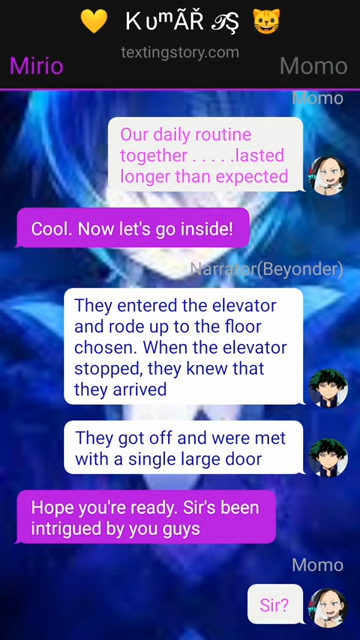 💛 K υᵐÃŘ 𝒯Ş 😺
textingstory.com
Mirio
Momo
Momo
Our daily routine
together . . . . .lasted
longer than expected
Cool. Now let's go inside!
Narrator(Beyonder)
They entered the elevator
and rode up to the floor
chosen. When the elevator
stopped, they knew that
they arrived
They got off and were met
with a single large door
Hope you're ready. Sir's been
intrigued by you guys
Momo
Sir?